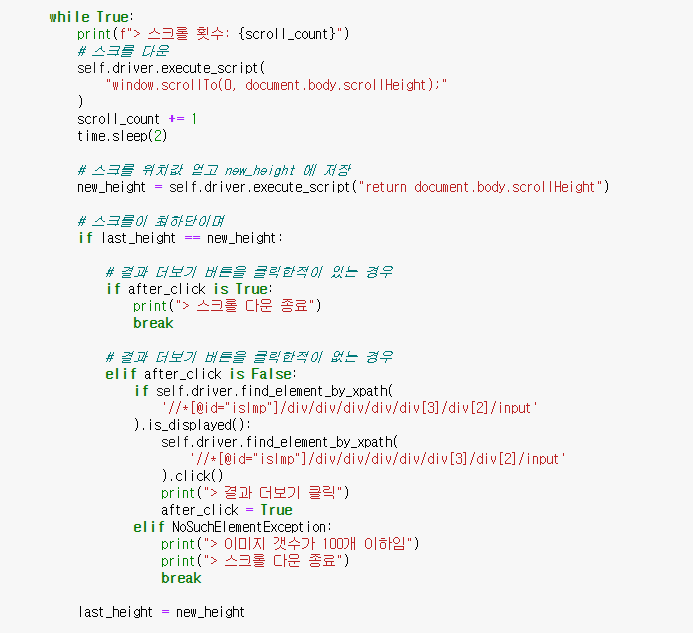 while True:
print(f"> 스크롤 횟수: {scroll_count}")
# 스크롤 다운
self.driver.execute_script(
"window.scrollTo(0, document.body.scrollHeight);"
)
scroll_count += 1
time.sleep(2)
# 스크롤 위치값 얻고 new_height 에 저장
new_height = self.driver.execute_script("return document.body.scrollHeight")
# 스크롤이 최하단이며
if last_height == new_height:
# 결과 더보기 버튼을 클릭한적이 있는 경우
if after_click is True:
print("> 스크롤 다운 종료")
break
# 결과 더보기 버튼을 클릭한적이 없는 경우
elif after_click is False:
if self.driver.find_element_by_xpath(
'//*[@id="islmp"]/div/div/div/div/div[3]/div[2]/input'
).is_displayed():
self.driver.find_element_by_xpath(
'//*[@id="islmp"]/div/div/div/div/div[3]/div[2]/input'
).click()
print("> 결과 더보기 클릭")
after_click = True
elif NoSuchElementException:
print("> 이미지 갯수가 100개 이하임")
print("> 스크롤 다운 종료")
break
last_height = new_height